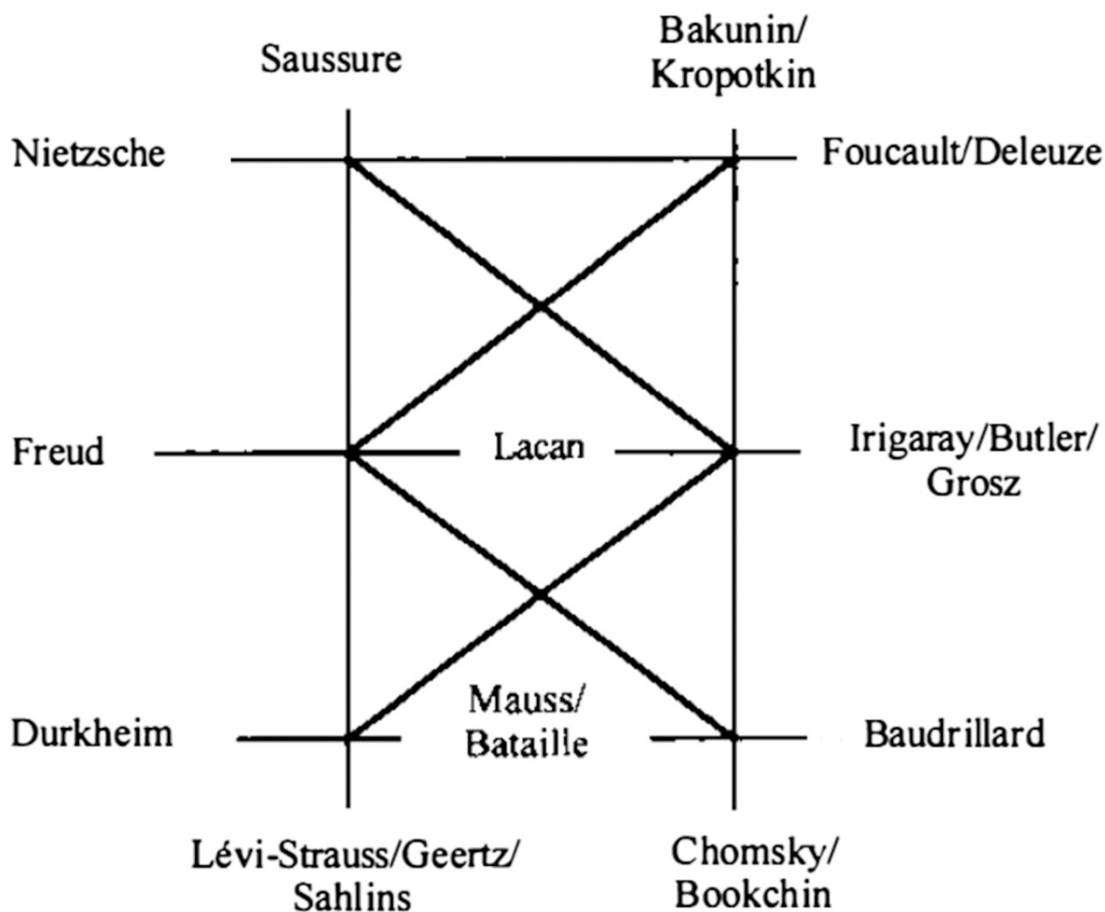 Saussure
Bakunin/
Kropotkin
Nietzsche
Foucault/Deleuze
Freud
Lacan
Irigaray/Butler/
Grosz
Durkheim
Mauss/
Bataille
Baudrillard
Lévi-Strauss/Geertz/
Sahlins
Chomsky/
Bookchin